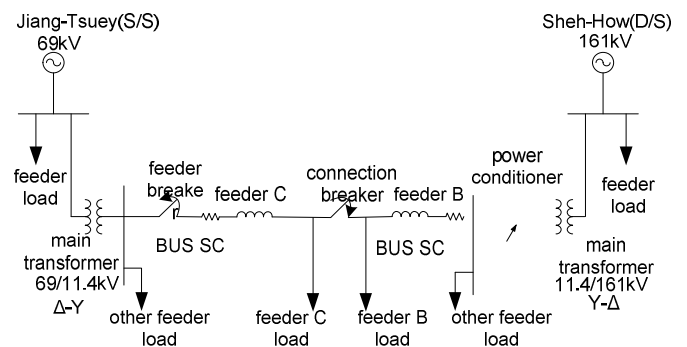 Jiang-Tsuey(S/S)
69kV
Sheh-How(D/S)
161kV
feeder
load
feeder
breake
feeder C
connection
breaker
feeder B
power
conditioner
feeder
load
BUS SC
BUS SC
main
transformer
69/11.4kV
Δ-Y
main
transformer
11.4/161kV
Y-Δ
other feeder
load
feeder C
load
feeder B
load
other feeder
load